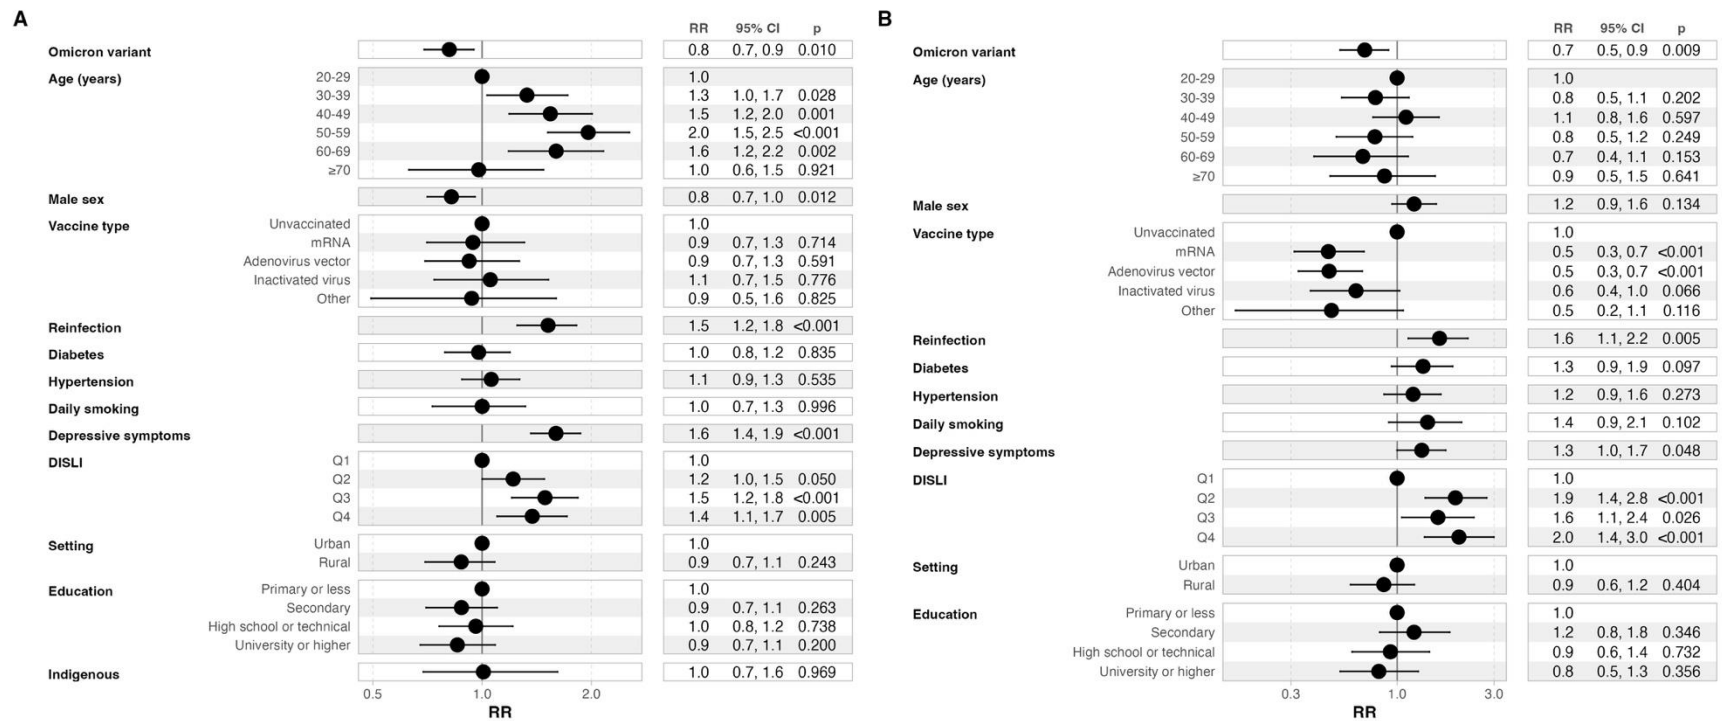 A
RR 95% CI p
Omicron variant 0.8 0.7, 0.9 0.010
Age (years) 20-29 1.0
30-39 1.3 1.0, 1.7 0.028
40-49 1.5 1.2, 2.0 0.001
50-59 2.0 1.5, 2.5 <0.001
60-69 1.6 1.2, 2.2 0.002
≥70 1.0 0.6, 1.5 0.921
Male sex 0.8 0.7, 1.0 0.012
Vaccine type Unvaccinated 1.0
mRNA 0.9 0.7, 1.3 0.714
Adenovirus vector 0.9 0.7, 1.3 0.591
Inactivated virus 1.1 0.7, 1.5 0.776
Other 0.9 0.5, 1.6 0.825
Reinfection 1.5 1.2, 1.8 <0.001
Diabetes 1.0 0.8, 1.2 0.835
Hypertension 1.1 0.9, 1.3 0.535
Daily smoking 1.0 0.7, 1.3 0.996
Depressive symptoms 1.6 1.4, 1.9 <0.001
DISLI Q1 1.0
Q2 1.2 1.0, 1.5 0.050
Q3 1.5 1.2, 1.8 <0.001
Q4 1.4 1.1, 1.7 0.005
Setting Urban 1.0
Rural 0.9 0.7, 1.1 0.243
Education Primary or less 1.0
Secondary 0.9 0.7, 1.1 0.263
High school or technical 1.0 0.8, 1.2 0.738
University or higher 0.9 0.7, 1.1 0.200
Indigenous 1.0 0.7, 1.6 0.969
0.5 1.0 2.0
RR
B
RR 95% CI p
Omicron variant 0.7 0.5, 0.9 0.009
Age (years) 20-29 1.0
30-39 0.8 0.5, 1.1 0.202
40-49 1.1 0.8, 1.6 0.597
50-59 0.8 0.5, 1.2 0.249
60-69 0.7 0.4, 1.1 0.153
≥70 0.9 0.5, 1.5 0.641
Male sex 1.2 0.9, 1.6 0.134
Vaccine type Unvaccinated 1.0
mRNA 0.5 0.3, 0.7 <0.001
Adenovirus vector 0.5 0.3, 0.7 <0.001
Inactivated virus 0.6 0.4, 1.0 0.066
Other 0.5 0.2, 1.1 0.116
Reinfection 1.6 1.1, 2.2 0.005
Diabetes 1.3 0.9, 1.9 0.097
Hypertension 1.2 0.9, 1.6 0.273
Daily smoking 1.4 0.9, 2.1 0.102
Depressive symptoms 1.3 1.0, 1.7 0.048
DISLI Q1 1.0
Q2 1.9 1.4, 2.8 <0.001
Q3 1.6 1.1, 2.4 0.026
Q4 2.0 1.4, 3.0 <0.001
Setting Urban 1.0
Rural 0.9 0.6, 1.2 0.404
Education Primary or less 1.0
Secondary 1.2 0.8, 1.8 0.346
High school or technical 0.9 0.6, 1.4 0.732
University or higher 0.8 0.5, 1.3 0.356
0.3 1.0 3.0
RR